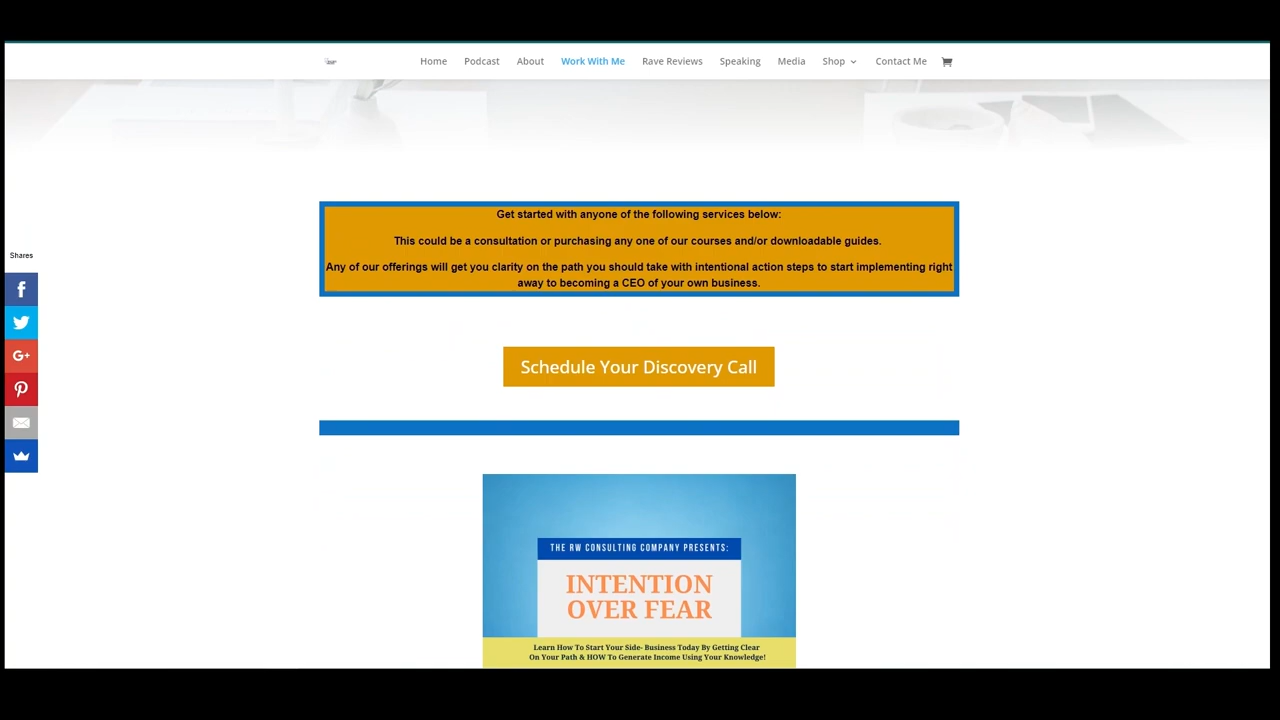 Home Podcast About Work With Me Rave Reviews Speaking Media Shop Contact Me
Get started with anyone of the following services below:
This could be a consultation or purchasing any one of our courses and/or downloadable guides.
Any of our offerings will get you clarity on the path you should take with intentional action steps to start implementing right
away to becoming a CEO of your own business.
Shares
G+
Schedule Your Discovery Call
THE RW CONSULTING COMPANY PRESENTS:
INTENTION
OVER FEAR
Learn How To Start Your Side- Business Today By Getting Clear
On Your Path & HOW To Generate Income Using Your Knowledge!